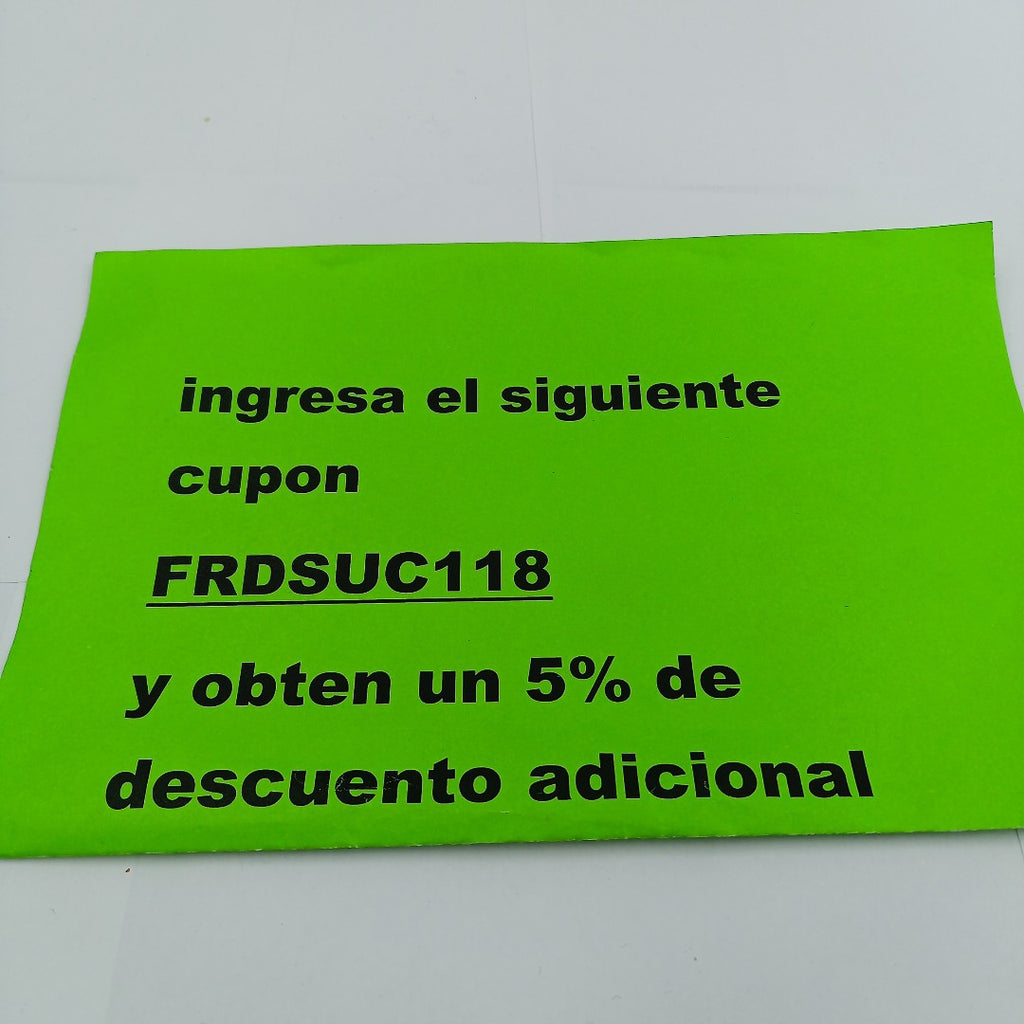 ingresa el siguiente
cupon
FRDSUC118
y obten un 5% de
descuento adicional